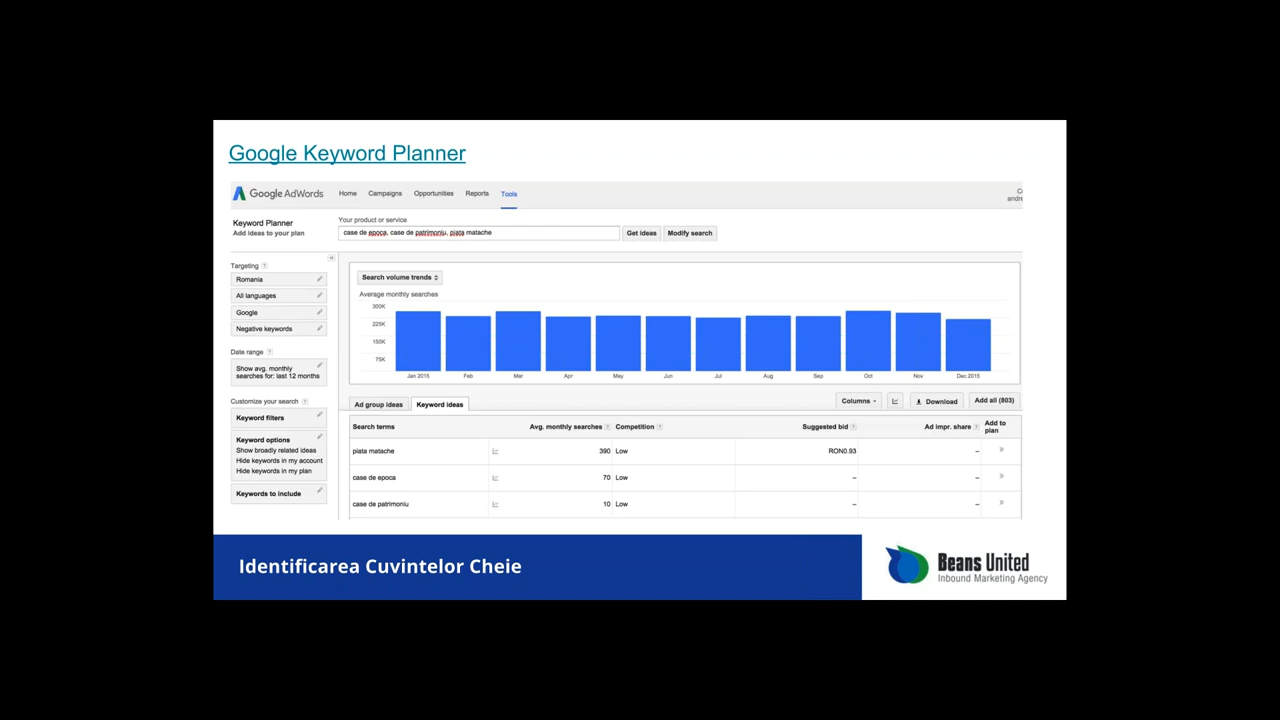 Google Keyword Planner
Google AdWords Home Campaigns Opportunities Reports Tools
Keyword Planner
Add ideas to your plan
Your product or service
case de epoca, case de patrimoniu, piata matache
Get ideas Modify search
Targeting ?
Romania
All languages
Google
Negative keywords
Date range ?
Show avg. monthly
searches for: last 12 months
Customize your search ?
Keyword filters
Keyword options
Show broadly related ideas
Hide keywords in my account
Hide keywords in my plan
Keywords to include
Search volume trends
Average monthly searches
300K
225K
150K
75K
Jan 2015 Feb Mar Apr May Jun Jul Aug Sep Oct Nov Dec 2015
Ad group ideas Keyword ideas
Columns Download Add all (803)
Search terms Avg. monthly searches ? Competition ? Suggested bid ? Ad impr. share ? Add to
plan
piata matache 390 Low RON0.93 –
case de epoca 70 Low – –
case de patrimoniu 10 Low – –
Identificarea Cuvintelor Cheie
Beans United
Inbound Marketing Agency